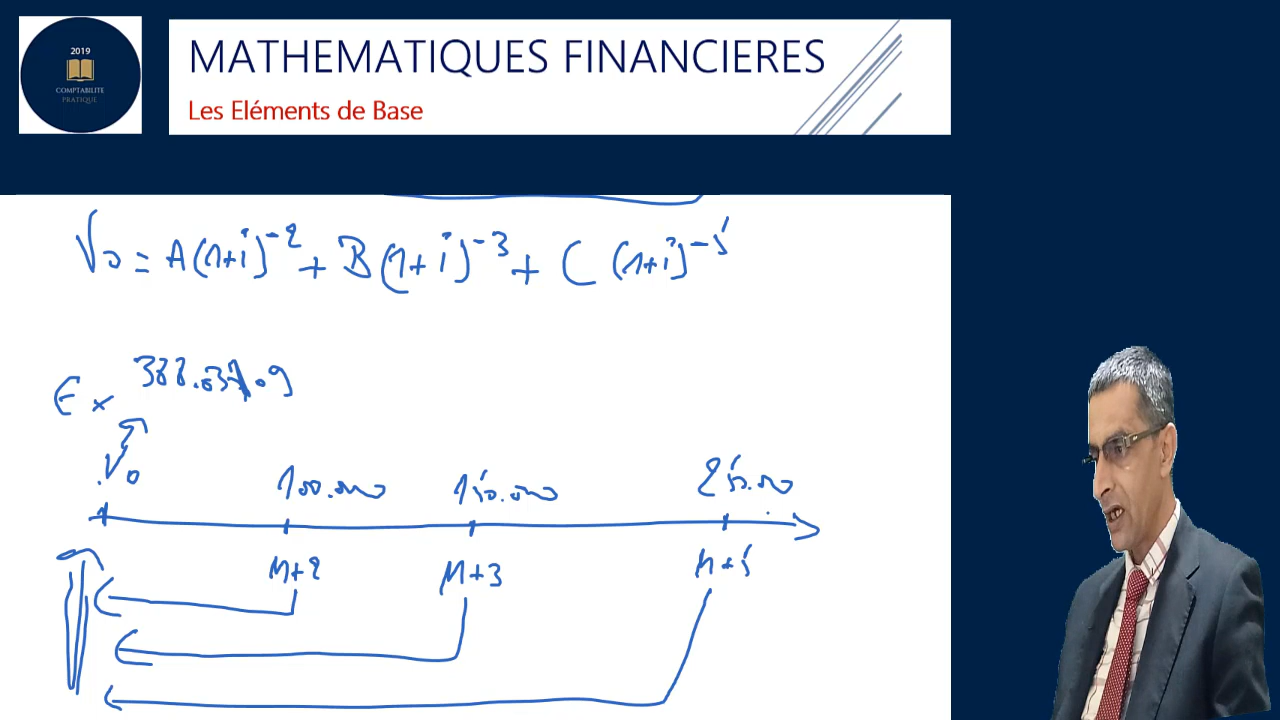 2019
COMPTABILITE
PRATIQUE
MATHEMATIQUES FINANCIERES
Les Eléments de Base
V0 = A(1+i)^-2 + B(1+i)^-3 + C(1+i)^-5
Ex
V0 100.000 150.000 250.000
N+2 N+3 N+5